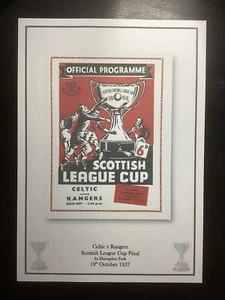 OFFICIAL PROGRAMME
6D
SCOTTISH
LEAGUE CUP
CELTIC
RANGERS
Celtic v Rangers
Scottish League Cup Final
At Hampden Park
19th October 1957